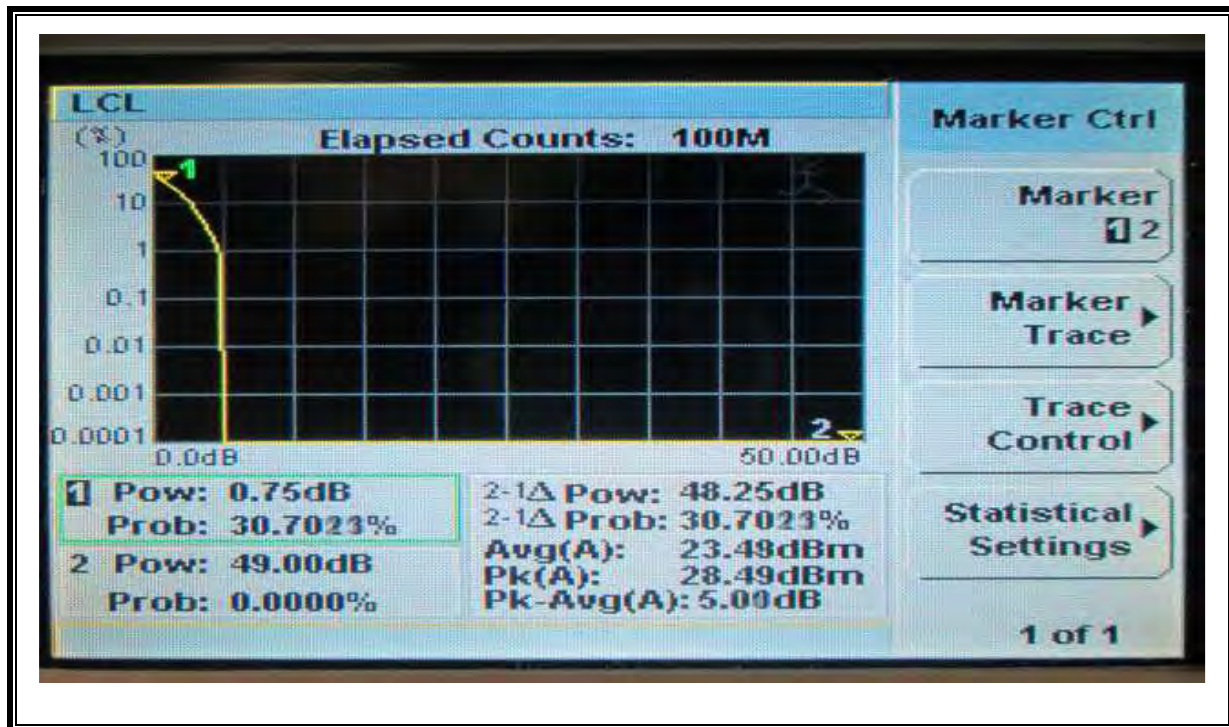 LCL
(%)
Elapsed Counts: 100M
100
10
1
0.1
0.01
0.001
0.0001
1
2
0.0dB
50.00dB
1 Pow: 0.75dB
Prob: 30.7023%
2 Pow: 49.00dB
Prob: 0.0000%
2-1Δ Pow: 48.25dB
2-1Δ Prob: 30.7023%
Avg(A): 23.49dBm
Pk(A): 28.49dBm
Pk-Avg(A): 5.00dB
Marker Ctrl
Marker
1 2
Marker
Trace
Trace
Control
Statistical
Settings
1 of 1